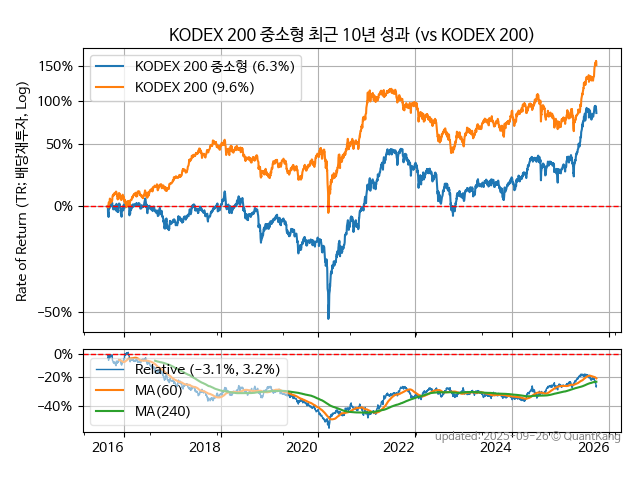 KODEX 200 중소형 최근 10년 성과 (vs KODEX 200)
Rate of Return (TR: 배당재투자, Log)
150%
100%
50%
0%
−50%
KODEX 200 중소형 (6.3%)
KODEX 200 (9.6%)
0%
−20%
−40%
Relative (−3.1%, 3.2%)
MA(60)
MA(240)
2016
2018
2020
2022
2024
2026
updated: 2025-09-26 © QuantKang